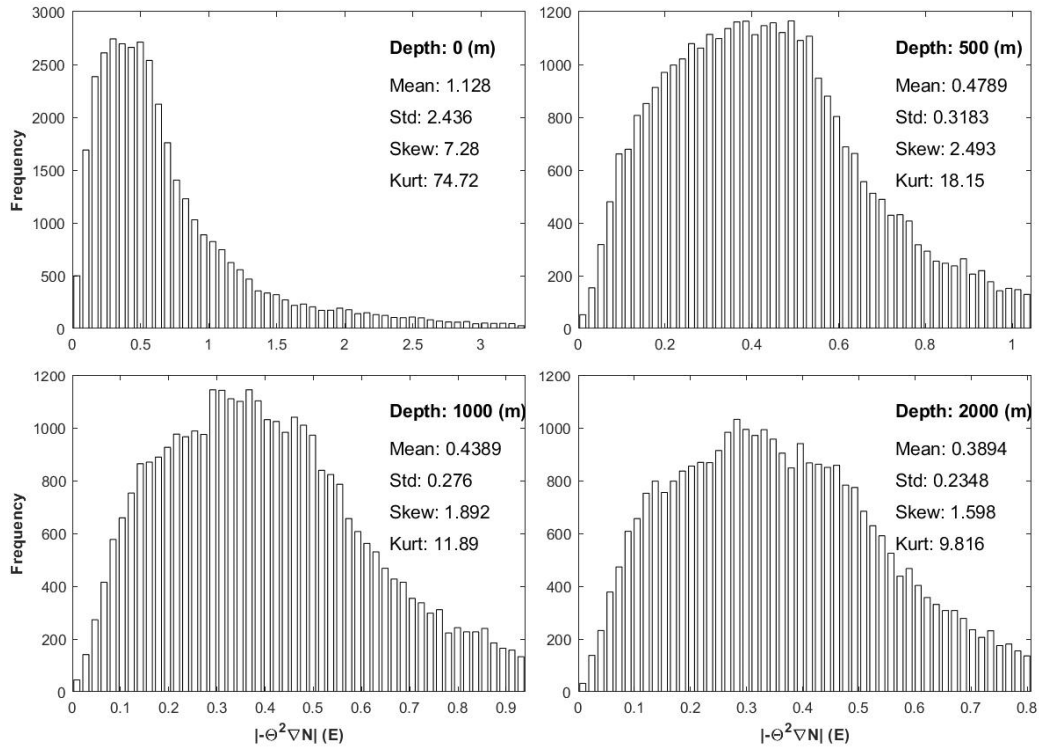 3000
2500
2000
1500
1000
500
0
Frequency
0 0.5 1 1.5 2 2.5 3
Depth: 0 (m)
Mean: 1.128
Std: 2.436
Skew: 7.28
Kurt: 74.72
1200
1000
800
600
400
200
0
0 0.2 0.4 0.6 0.8 1
Depth: 500 (m)
Mean: 0.4789
Std: 0.3183
Skew: 2.493
Kurt: 18.15
1200
1000
800
600
400
200
0
Frequency
0 0.1 0.2 0.3 0.4 0.5 0.6 0.7 0.8 0.9
|-Θ²∇N| (E)
Depth: 1000 (m)
Mean: 0.4389
Std: 0.276
Skew: 1.892
Kurt: 11.89
1200
1000
800
600
400
200
0
0 0.1 0.2 0.3 0.4 0.5 0.6 0.7 0.8
|-Θ²∇N| (E)
Depth: 2000 (m)
Mean: 0.3894
Std: 0.2348
Skew: 1.598
Kurt: 9.816